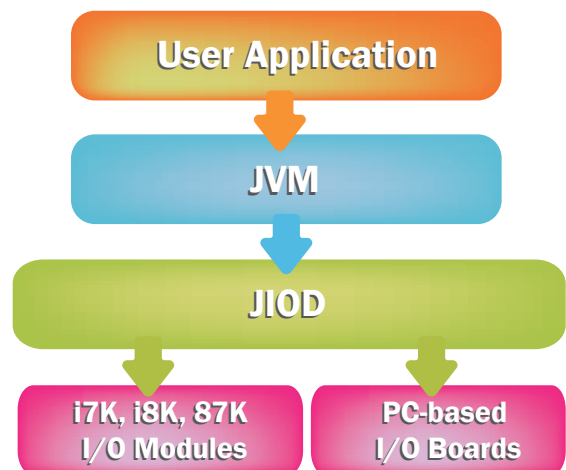 User Application
JVM
JIOD
i7K, i8K, 87K
I/O Modules
PC-based
I/O Boards